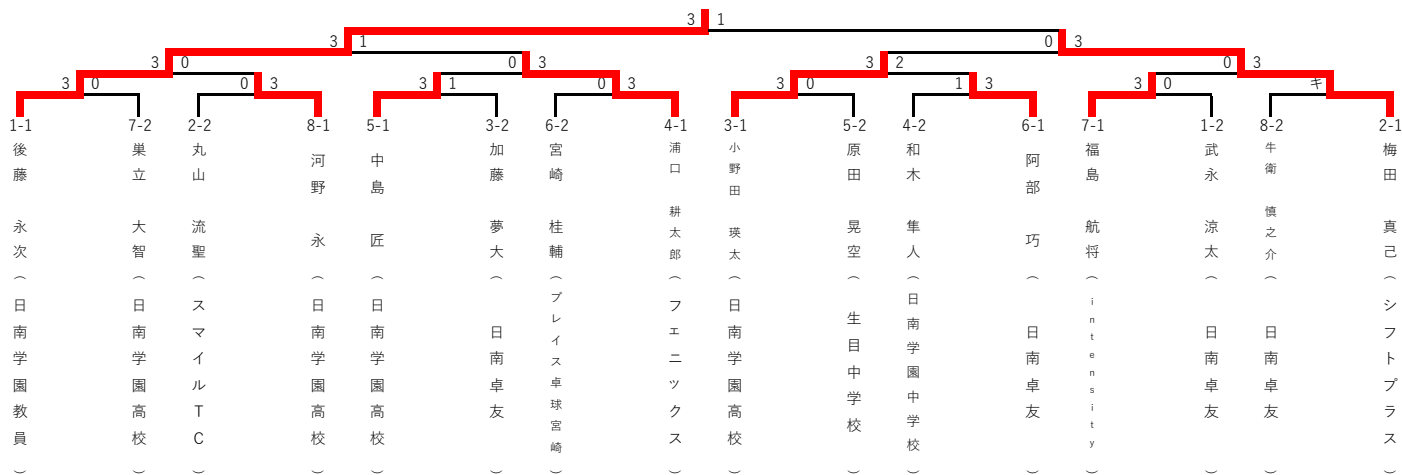 3 1
3 1 0 3
3 0 0 3 3 2 0 3
3 0 0 3 3 1 0 3 3 0 1 3 3 0 キ
1-1 7-2 2-2 8-1 5-1 3-2 6-2 4-1 3-1 5-2 4-2 6-1 7-1 1-2 8-2 2-1
後藤 永次(日南学園教員)
巣立 大智(日南学園高校)
丸山 流聖(スマイルTC)
河野 永(日南学園高校)
中島 匠(日南学園高校)
加藤 夢大(日南卓友)
宮崎 桂輔(プレイス卓球宮崎)
浦口 耕太郎(フェニックス)
小野田 瑛太(日南学園高校)
原田 晃空(生目中学校)
和木 隼人(日南学園中学校)
阿部 巧(日南卓友)
福島 航将(intensity)
武永 涼太(日南卓友)
牛衛 慎之介(日南卓友)
梅田 真己(シフトプラス)